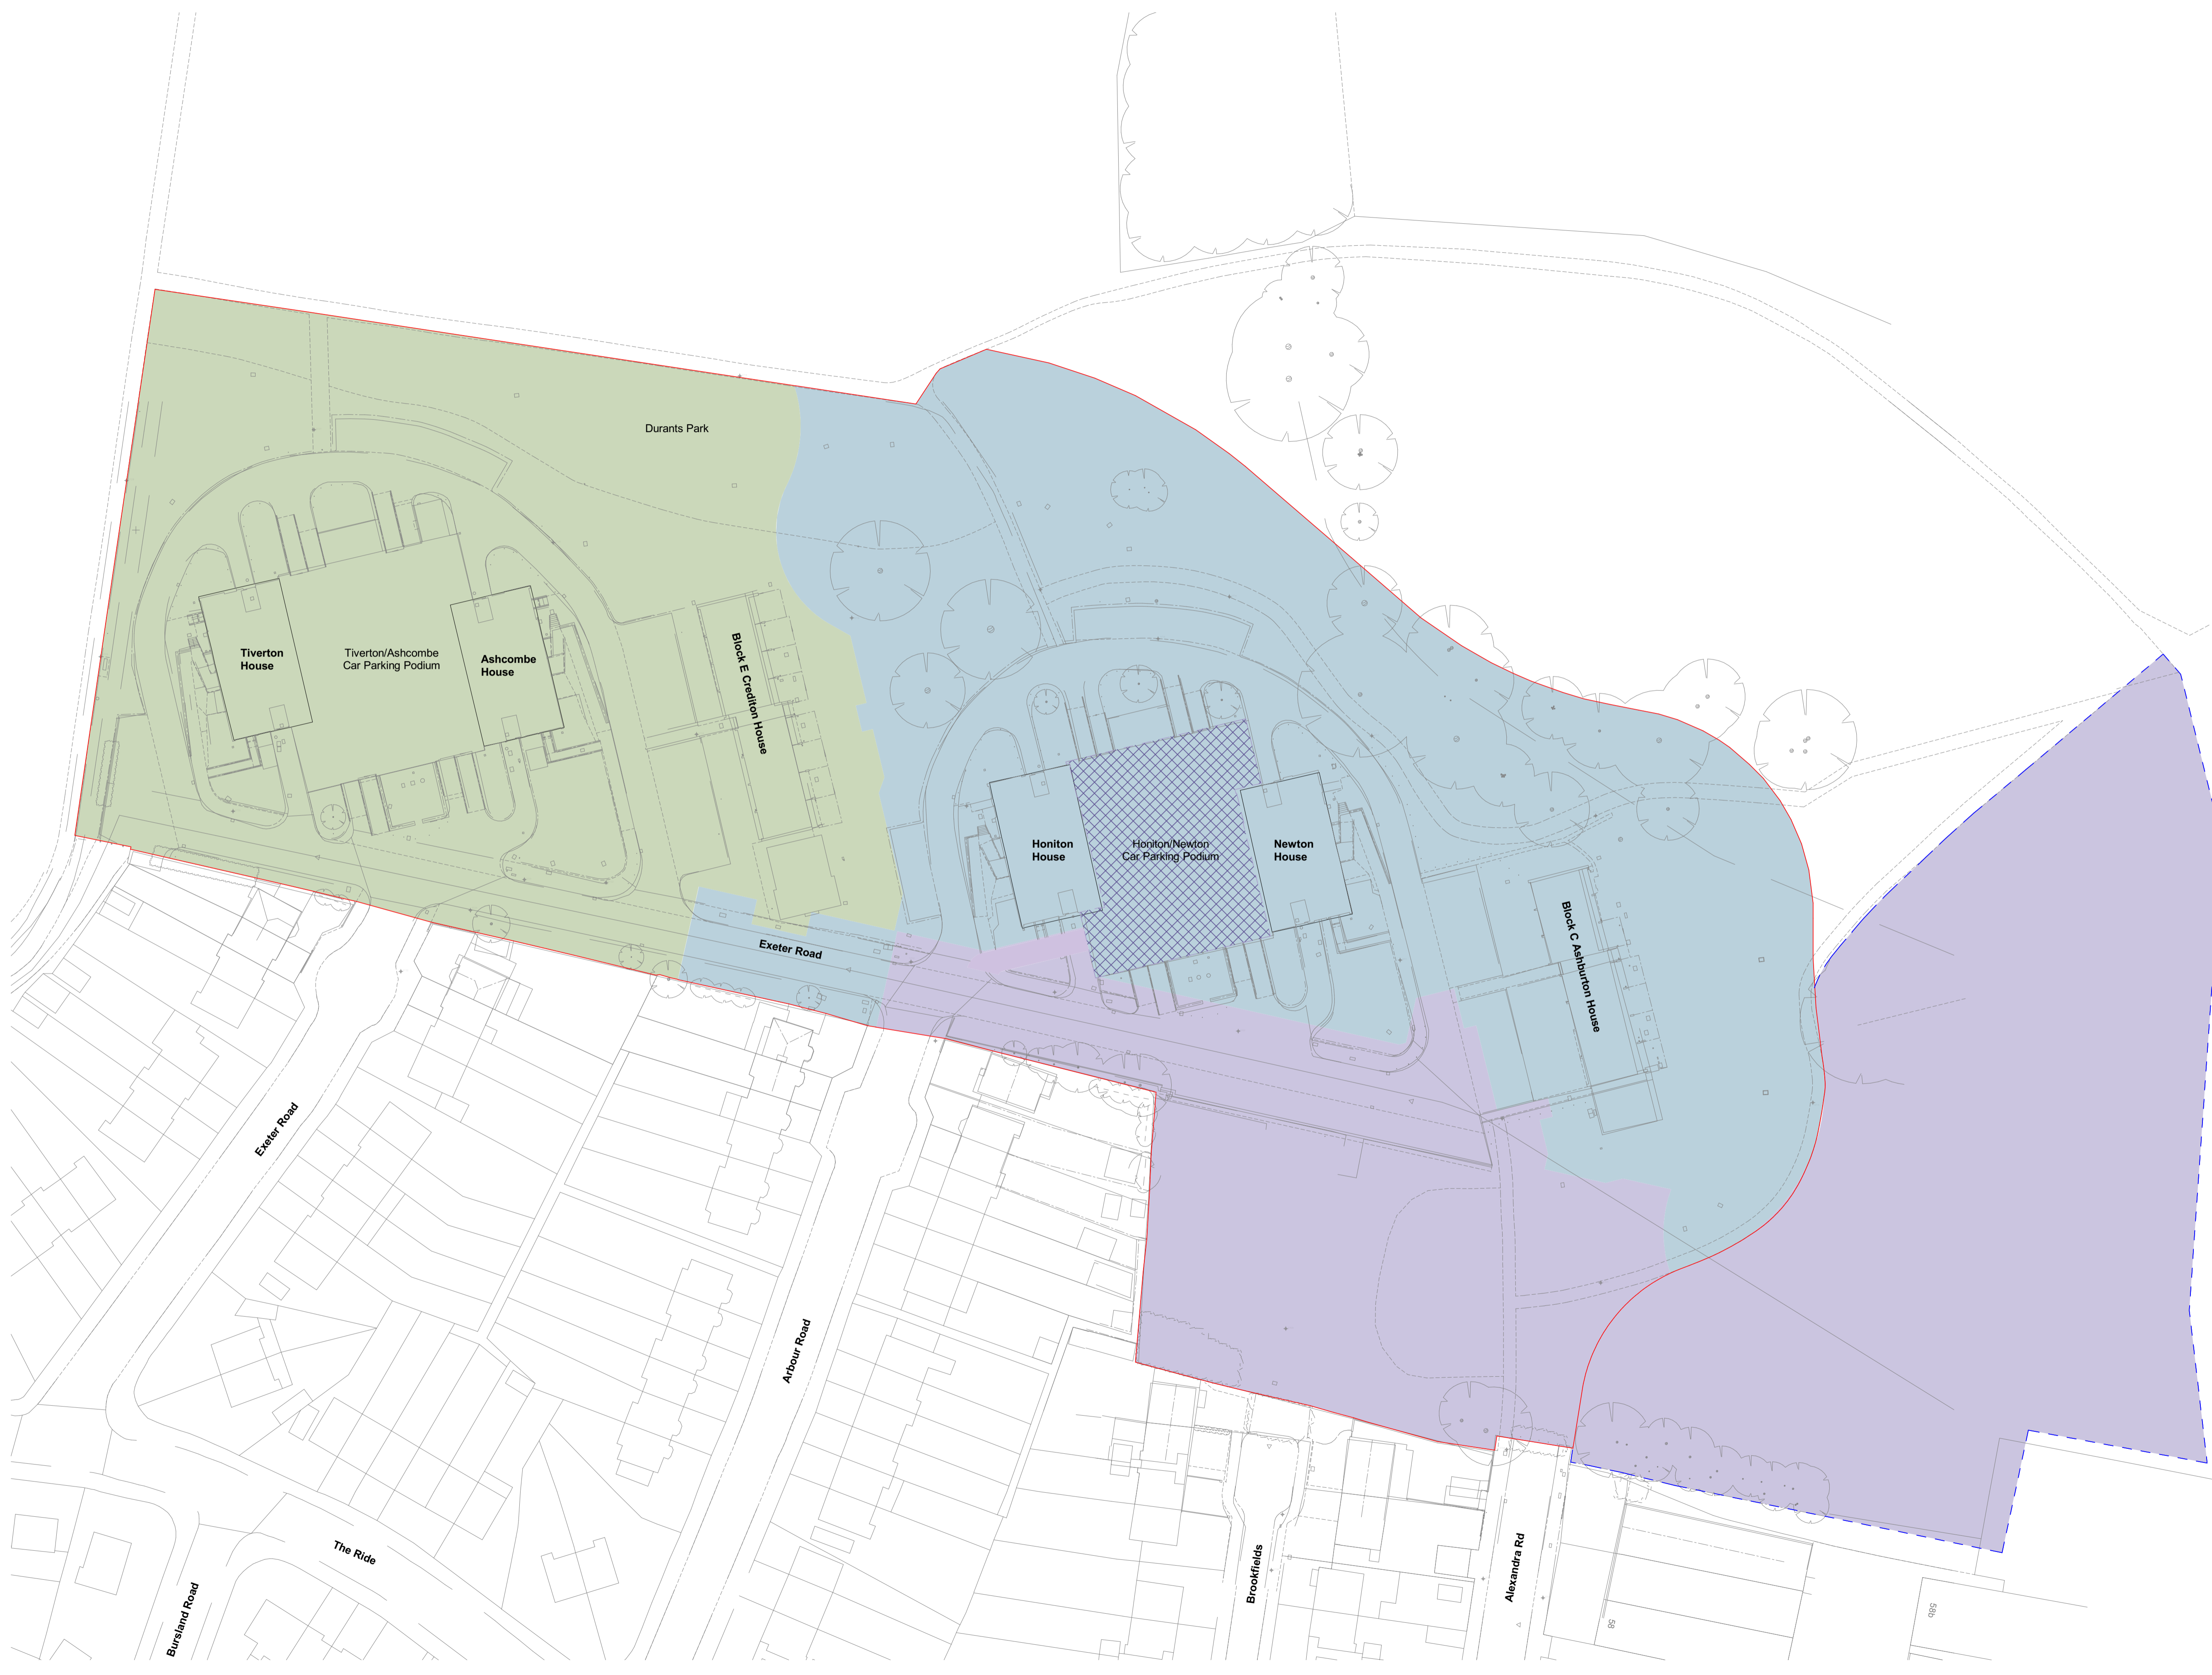 Durants Park
Tiverton
House
Tiverton/Ashcombe
Car Parking Podium
Ashcombe
House
Block E Crediton House
Honiton
House
Honiton/Newton
Car Parking Podium
Newton
House
Block C Ashburton House
Exeter Road
Exeter Road
Arbour Road
The Ride
Bursland Road
Brookfields
Alexandra Rd
58
58b